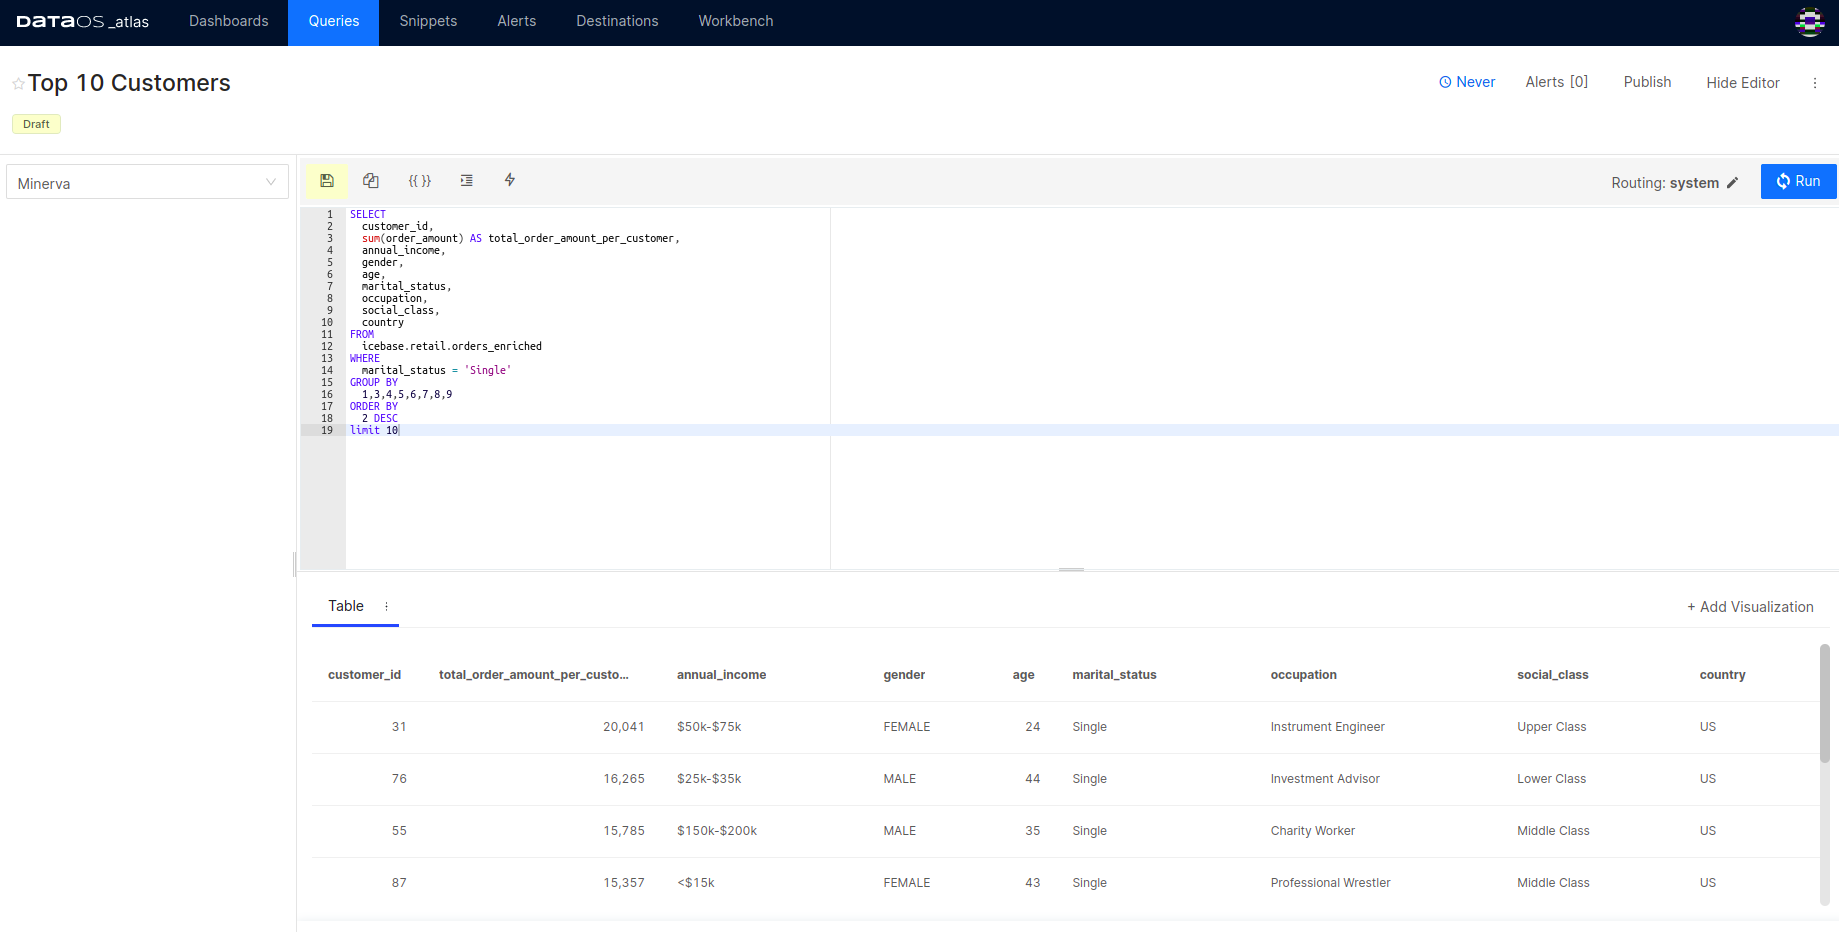 DATAOS_atlas Dashboards Queries Snippets Alerts Destinations Workbench
Top 10 Customers
Never Alerts [0] Publish Hide Editor
Draft
Minerva
{{ }}
Routing: system Run
1 SELECT
2 customer_id,
3 sum(order_amount) AS total_order_amount_per_customer,
4 annual_income,
5 gender,
6 age,
7 marital_status,
8 occupation,
9 social_class,
10 country
11 FROM
12 icebase.retail.orders_enriched
13 WHERE
14 marital_status = 'Single'
15 GROUP BY
16 1,3,4,5,6,7,8,9
17 ORDER BY
18 2 DESC
19 limit 10
Table + Add Visualization
customer_id total_order_amount_per_custo... annual_income gender age marital_status occupation social_class country
31 20,041 $50k-$75k FEMALE 24 Single Instrument Engineer Upper Class US
76 16,265 $25k-$35k MALE 44 Single Investment Advisor Lower Class US
55 15,785 $150k-$200k MALE 35 Single Charity Worker Middle Class US
87 15,357 <$15k FEMALE 43 Single Professional Wrestler Middle Class US